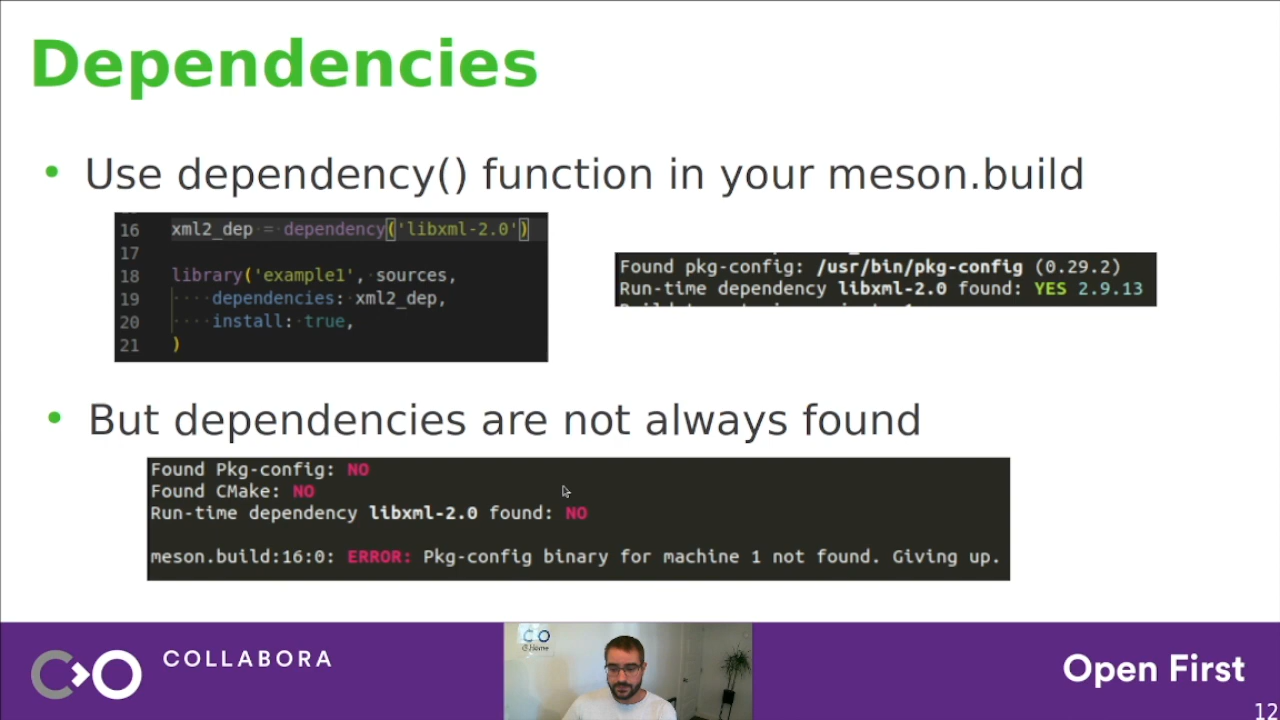 Dependencies
• Use dependency() function in your meson.build
16 xml2_dep = dependency('libxml-2.0')
17
18 library('example1', sources,
19 dependencies: xml2_dep,
20 install: true,
21 )
Found pkg-config: /usr/bin/pkg-config (0.29.2)
Run-time dependency libxml-2.0 found: YES 2.9.13
• But dependencies are not always found
Found Pkg-config: NO
Found CMake: NO
Run-time dependency libxml-2.0 found: NO
meson.build:16:0: ERROR: Pkg-config binary for machine 1 not found. Giving up.
COLLABORA
@Home
Open First
12